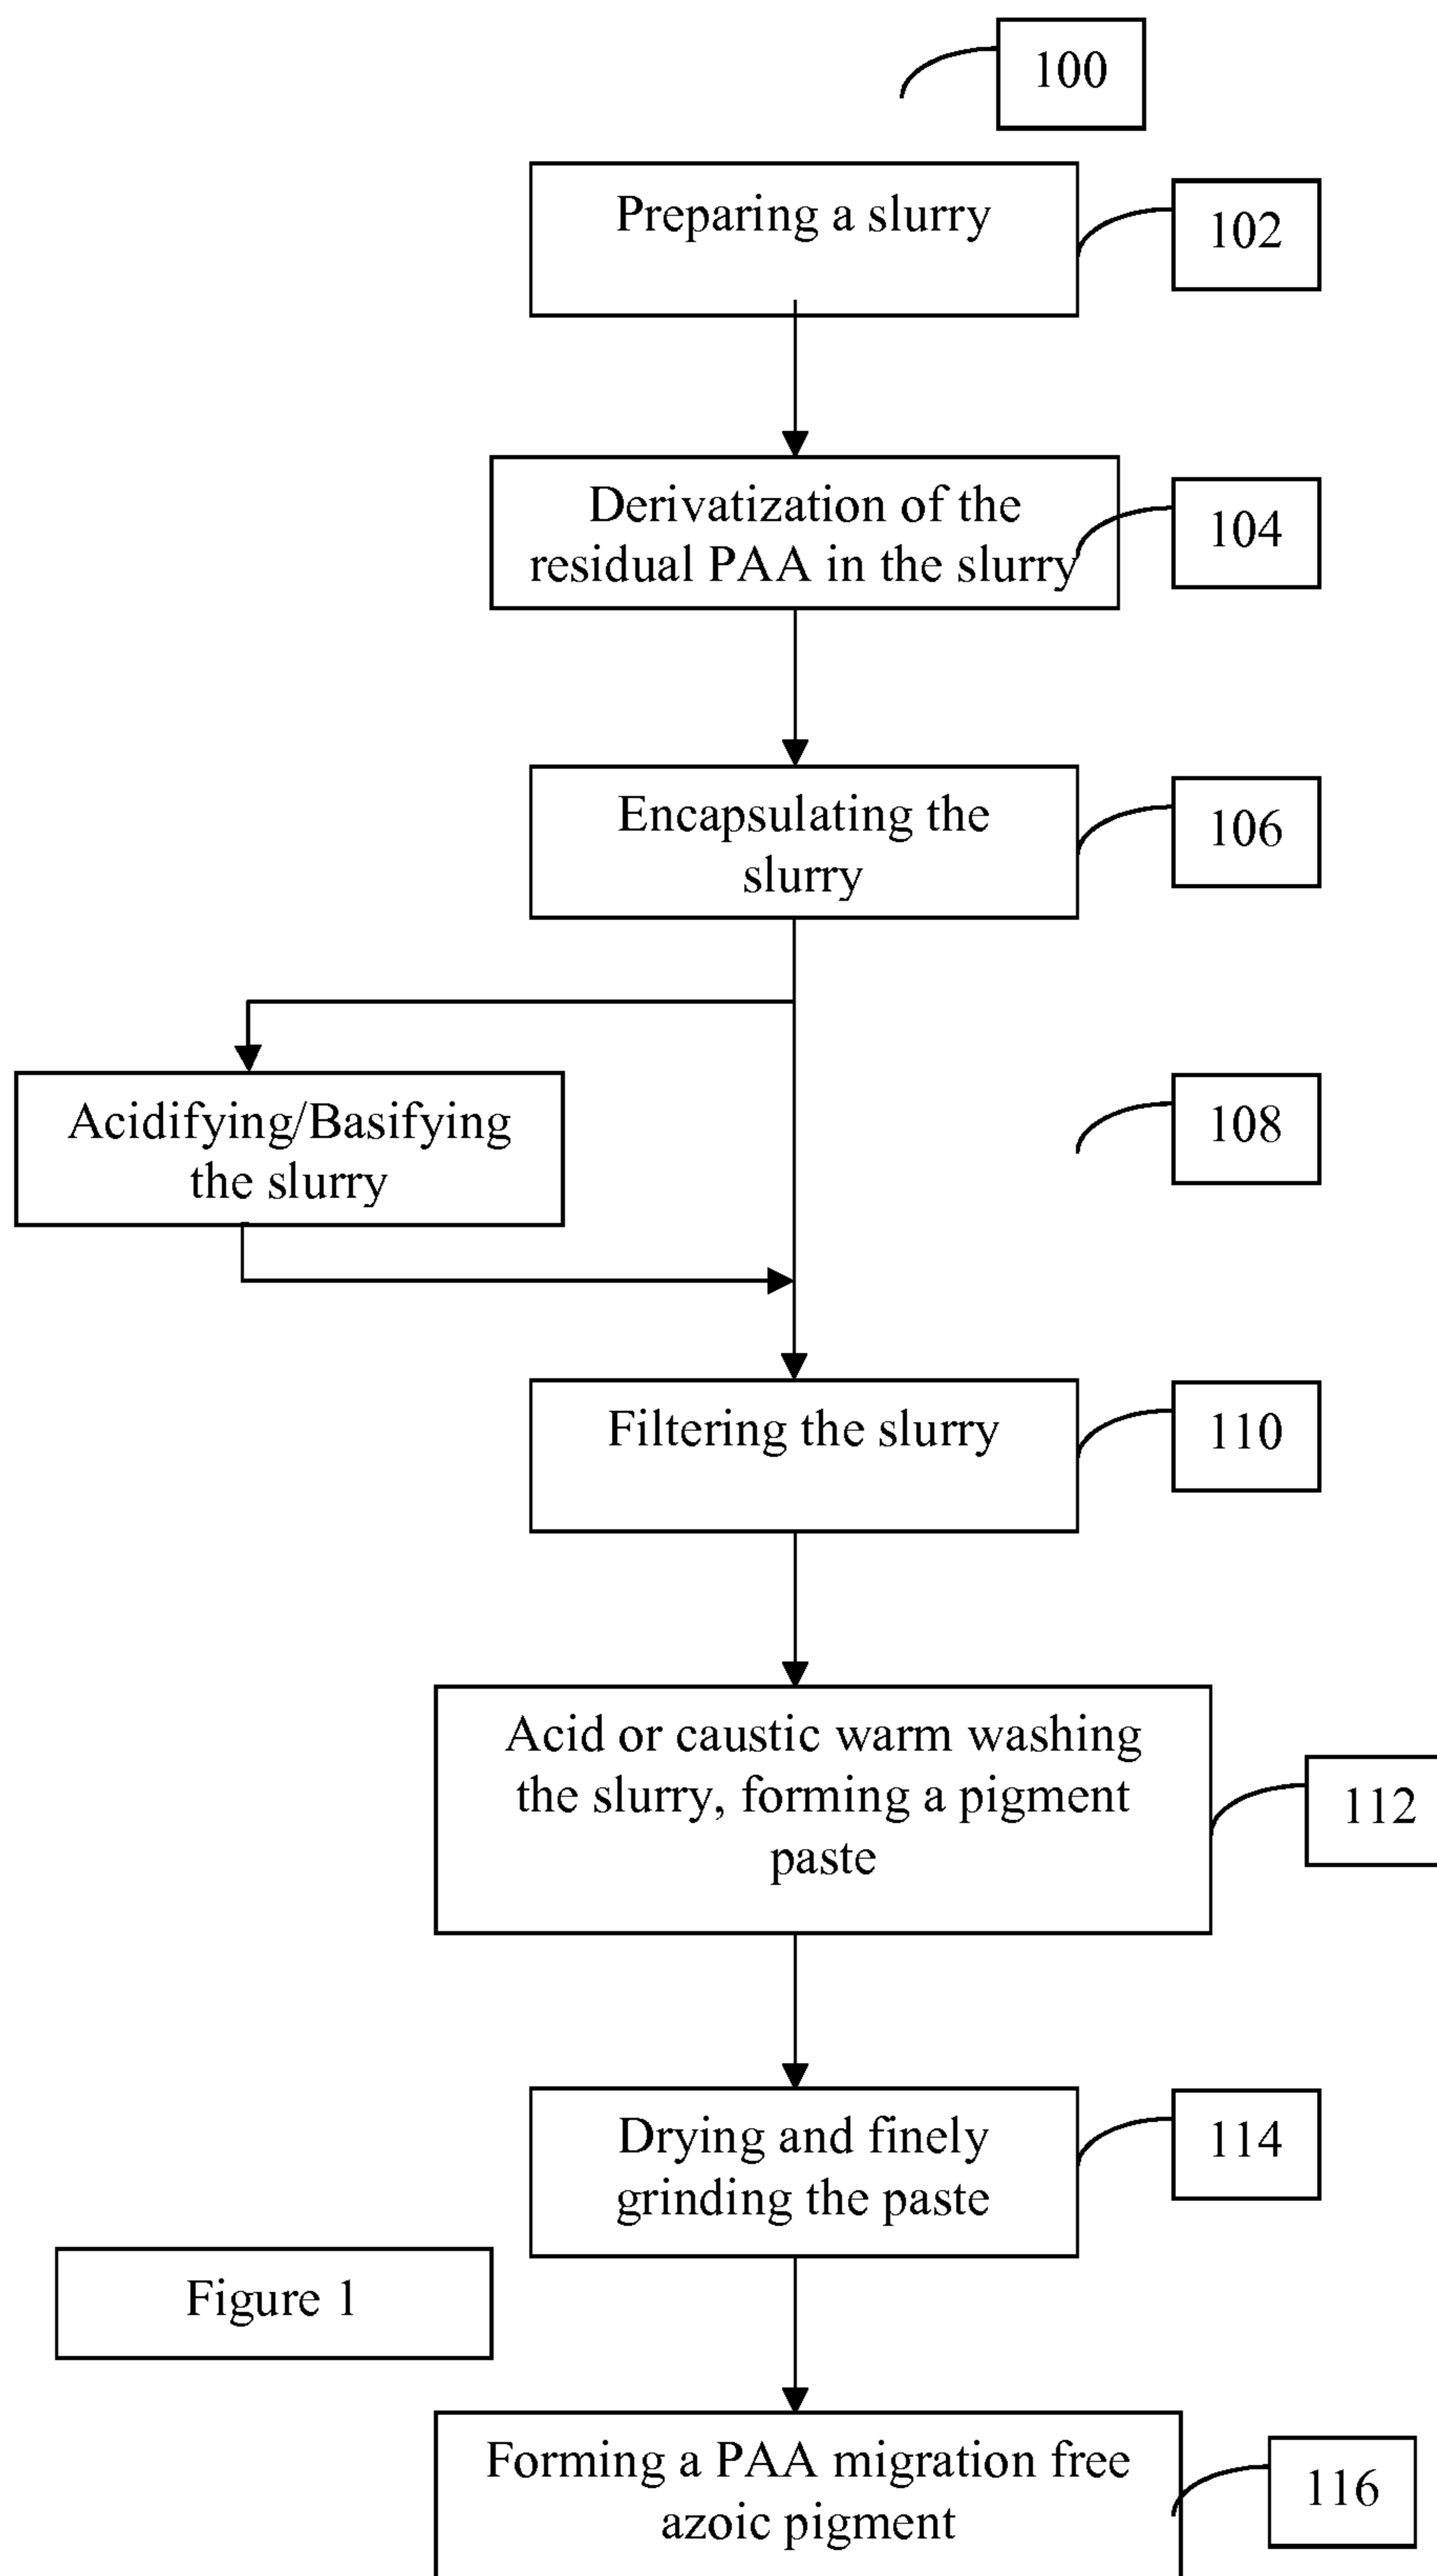 100
Preparing a slurry
102
Derivatization of the
residual PAA in the slurry
104
Encapsulating the
slurry
106
Acidifying/Basifying
the slurry
108
Filtering the slurry
110
Acid or caustic warm washing
the slurry, forming a pigment
paste
112
Drying and finely
grinding the paste
114
Figure 1
Forming a PAA migration free
azoic pigment
116